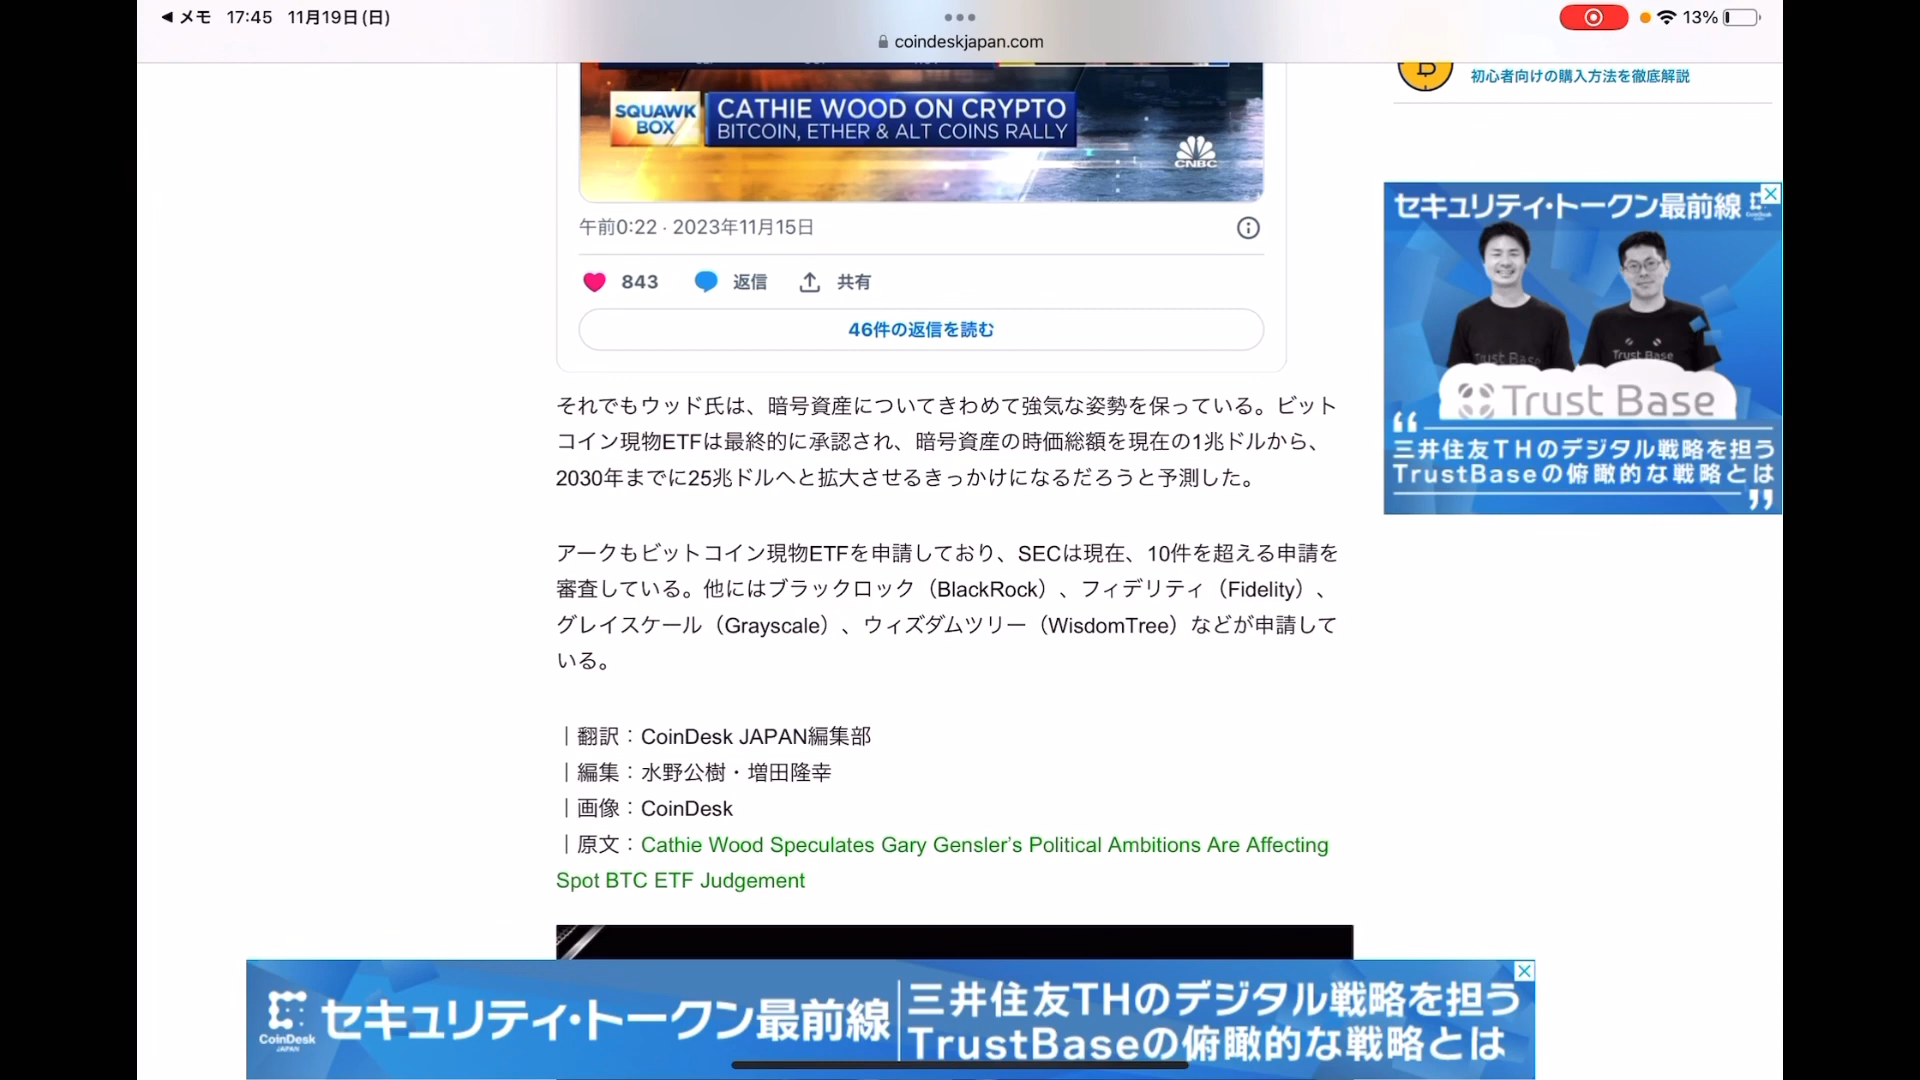 ◀ メモ 17:45 11月19日(日)
13%
coindeskjapan.com
初心者向けの購入方法を徹底解説
SQUAWK BOX
CATHIE WOOD ON CRYPTO
BITCOIN, ETHER & ALT COINS RALLY
CNBC
午前0:22 · 2023年11月15日
843 返信 共有
46件の返信を読む
それでもウッド氏は、暗号資産についてきわめて強気な姿勢を保っている。ビット
コイン現物ETFは最終的に承認され、暗号資産の時価総額を現在の1兆ドルから、
2030年までに25兆ドルへと拡大させるきっかけになるだろうと予測した。
アークもビットコイン現物ETFを申請しており、SECは現在、10件を超える申請を
審査している。他にはブラックロック（BlackRock）、フィデリティ（Fidelity）、
グレイスケール（Grayscale）、ウィズダムツリー（WisdomTree）などが申請して
いる。
｜翻訳：CoinDesk JAPAN編集部
｜編集：水野公樹・増田隆幸
｜画像：CoinDesk
｜原文：Cathie Wood Speculates Gary Gensler’s Political Ambitions Are Affecting
Spot BTC ETF Judgement
セキュリティ・トークン最前線
Trust Base
Trust Base
Trust Base
“
三井住友THのデジタル戦略を担う
TrustBaseの俯瞰的な戦略とは
”
CoinDesk
JAPAN
セキュリティ・トークン最前線
三井住友THのデジタル戦略を担う
TrustBaseの俯瞰的な戦略とは